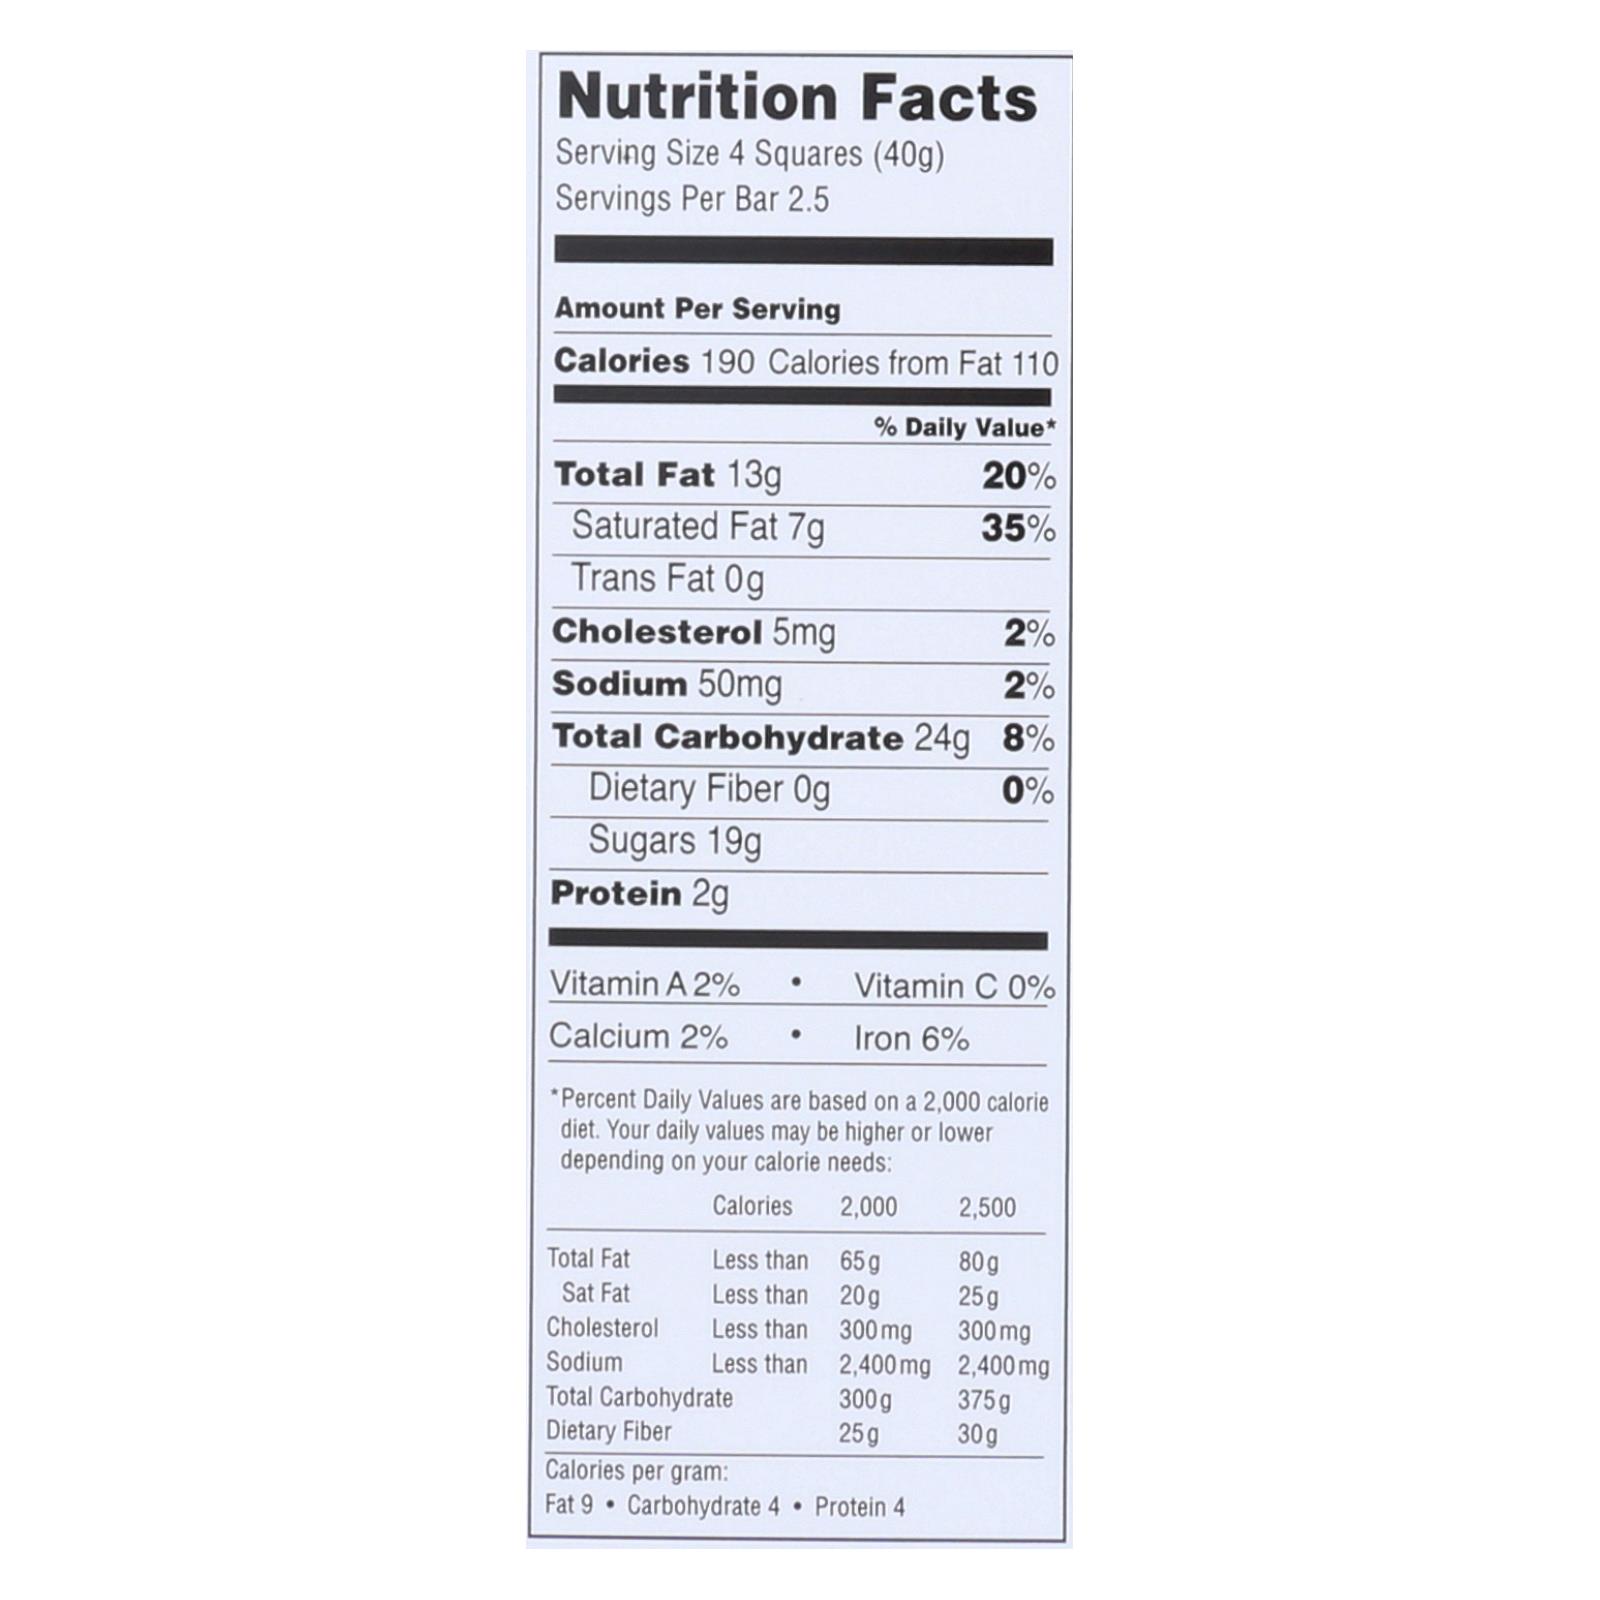 Nutrition Facts
Serving Size 4 Squares (40g)
Servings Per Bar 2.5
Amount Per Serving
Calories 190 Calories from Fat 110
% Daily Value*
Total Fat 13g 20%
Saturated Fat 7g 35%
Trans Fat 0g
Cholesterol 5mg 2%
Sodium 50mg 2%
Total Carbohydrate 24g 8%
Dietary Fiber 0g 0%
Sugars 19g
Protein 2g
Vitamin A 2% • Vitamin C 0%
Calcium 2% • Iron 6%
*Percent Daily Values are based on a 2,000 calorie
diet. Your daily values may be higher or lower
depending on your calorie needs:
Calories 2,000 2,500
Total Fat Less than 65g 80g
Sat Fat Less than 20g 25g
Cholesterol Less than 300mg 300mg
Sodium Less than 2,400mg 2,400mg
Total Carbohydrate 300g 375g
Dietary Fiber 25g 30g
Calories per gram:
Fat 9 • Carbohydrate 4 • Protein 4